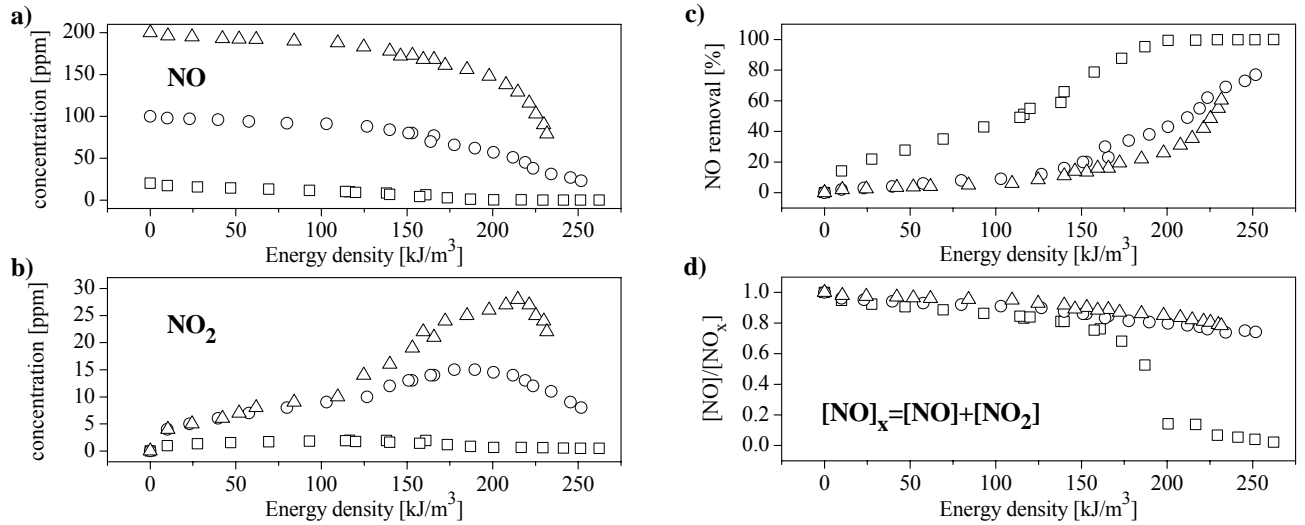 a)
concentration [ppm]
200
150
100
50
0
NO
0 50 100 150 200 250
Energy density [kJ/m³]
b)
concentration [ppm]
30
25
20
15
10
5
0
NO₂
0 50 100 150 200 250
Energy density [kJ/m³]
c)
NO removal [%]
100
80
60
40
20
0
0 50 100 150 200 250
Energy density [kJ/m³]
d)
[NO]/[NOₓ]
1.0
0.8
0.6
0.4
0.2
0.0
[NO]ₓ=[NO]+[NO₂]
0 50 100 150 200 250
Energy density [kJ/m³]